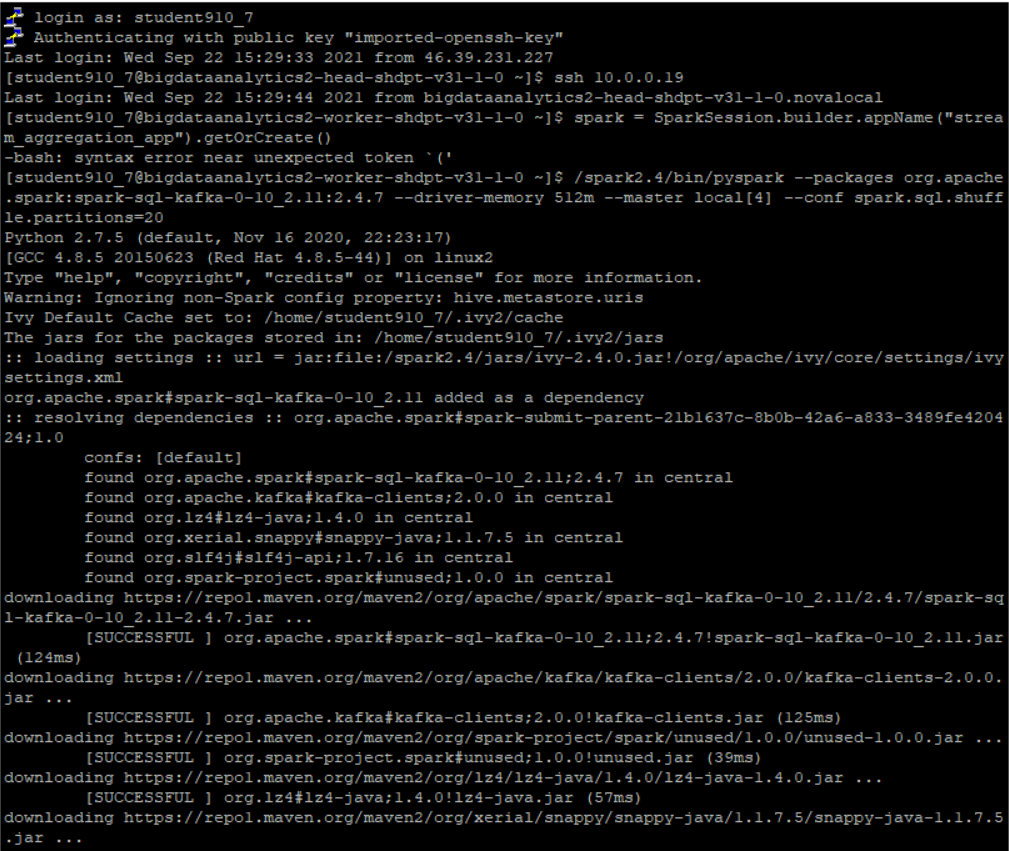 login as: student910_7
Authenticating with public key "imported-openssh-key"
Last login: Wed Sep 22 15:29:33 2021 from 46.39.231.227
[student910_7@bigdataanalytics2-head-shdpt-v31-1-0 ~]$ ssh 10.0.0.19
Last login: Wed Sep 22 15:29:44 2021 from bigdataanalytics2-head-shdpt-v31-1-0.novalocal
[student910_7@bigdataanalytics2-worker-shdpt-v31-1-0 ~]$ spark = SparkSession.builder.appName("strea
m_aggregation_app").getOrCreate()
-bash: syntax error near unexpected token `('
[student910_7@bigdataanalytics2-worker-shdpt-v31-1-0 ~]$ /spark2.4/bin/pyspark --packages org.apache
.spark:spark-sql-kafka-0-10_2.11:2.4.7 --driver-memory 512m --master local[4] --conf spark.sql.shuff
le.partitions=20
Python 2.7.5 (default, Nov 16 2020, 22:23:17)
[GCC 4.8.5 20150623 (Red Hat 4.8.5-44)] on linux2
Type "help", "copyright", "credits" or "license" for more information.
Warning: Ignoring non-Spark config property: hive.metastore.uris
Ivy Default Cache set to: /home/student910_7/.ivy2/cache
The jars for the packages stored in: /home/student910_7/.ivy2/jars
:: loading settings :: url = jar:file:/spark2.4/jars/ivy-2.4.0.jar!/org/apache/ivy/core/settings/ivy
settings.xml
org.apache.spark#spark-sql-kafka-0-10_2.11 added as a dependency
:: resolving dependencies :: org.apache.spark#spark-submit-parent-21b1637c-8b0b-42a6-a833-3489fe4204
24;1.0
confs: [default]
found org.apache.spark#spark-sql-kafka-0-10_2.11;2.4.7 in central
found org.apache.kafka#kafka-clients;2.0.0 in central
found org.lz4#lz4-java;1.4.0 in central
found org.xerial.snappy#snappy-java;1.1.7.5 in central
found org.slf4j#slf4j-api;1.7.16 in central
found org.spark-project.spark#unused;1.0.0 in central
downloading https://repo1.maven.org/maven2/org/apache/spark/spark-sql-kafka-0-10_2.11/2.4.7/spark-sq
l-kafka-0-10_2.11-2.4.7.jar ...
[SUCCESSFUL ] org.apache.spark#spark-sql-kafka-0-10_2.11;2.4.7!spark-sql-kafka-0-10_2.11.jar
(124ms)
downloading https://repo1.maven.org/maven2/org/apache/kafka/kafka-clients/2.0.0/kafka-clients-2.0.0.
jar ...
[SUCCESSFUL ] org.apache.kafka#kafka-clients;2.0.0!kafka-clients.jar (125ms)
downloading https://repo1.maven.org/maven2/org/spark-project/spark/unused/1.0.0/unused-1.0.0.jar ...
[SUCCESSFUL ] org.spark-project.spark#unused;1.0.0!unused.jar (39ms)
downloading https://repo1.maven.org/maven2/org/lz4/lz4-java/1.4.0/lz4-java-1.4.0.jar ...
[SUCCESSFUL ] org.lz4#lz4-java;1.4.0!lz4-java.jar (57ms)
downloading https://repo1.maven.org/maven2/org/xerial/snappy/snappy-java/1.1.7.5/snappy-java-1.1.7.5
.jar ...